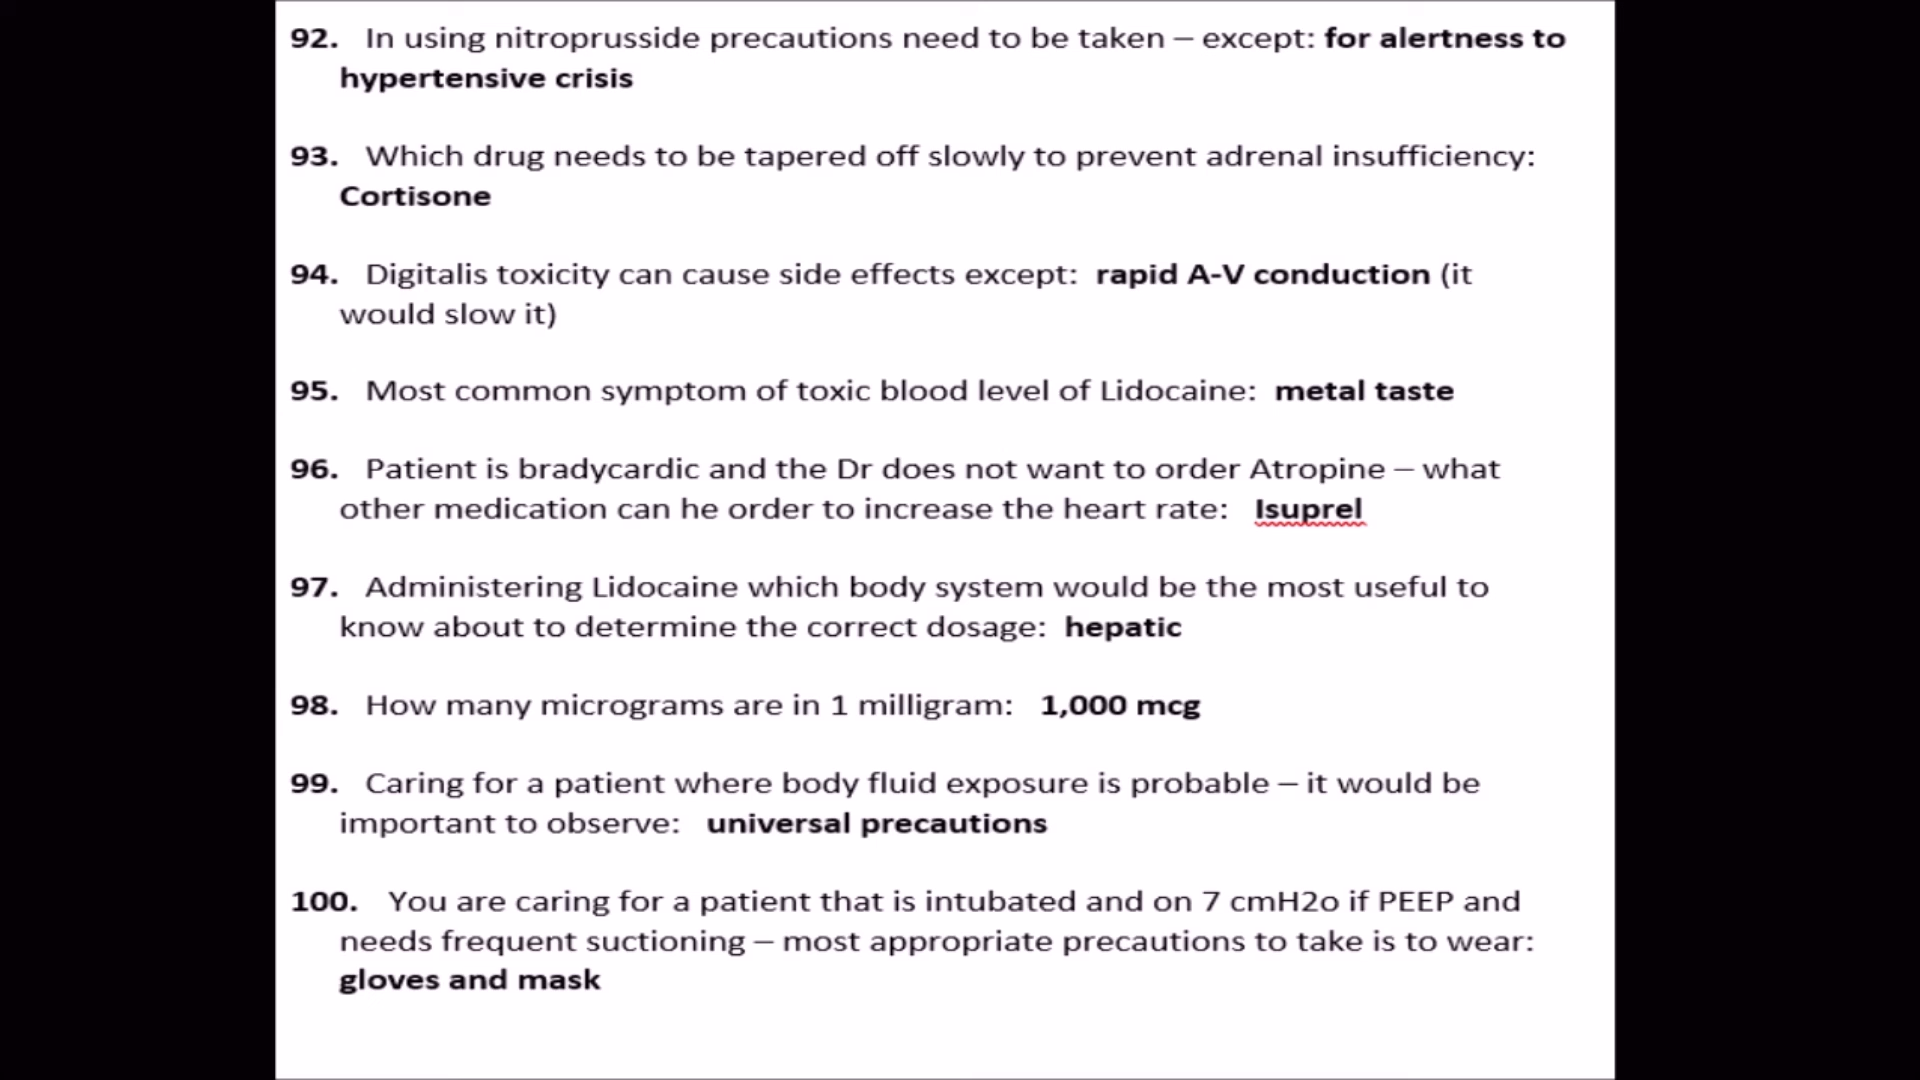 92. In using nitroprusside precautions need to be taken – except: for alertness to
hypertensive crisis
93. Which drug needs to be tapered off slowly to prevent adrenal insufficiency:
Cortisone
94. Digitalis toxicity can cause side effects except: rapid A-V conduction (it
would slow it)
95. Most common symptom of toxic blood level of Lidocaine: metal taste
96. Patient is bradycardic and the Dr does not want to order Atropine – what
other medication can he order to increase the heart rate: Isuprel
97. Administering Lidocaine which body system would be the most useful to
know about to determine the correct dosage: hepatic
98. How many micrograms are in 1 milligram: 1,000 mcg
99. Caring for a patient where body fluid exposure is probable – it would be
important to observe: universal precautions
100. You are caring for a patient that is intubated and on 7 cmH2o if PEEP and
needs frequent suctioning – most appropriate precautions to take is to wear:
gloves and mask